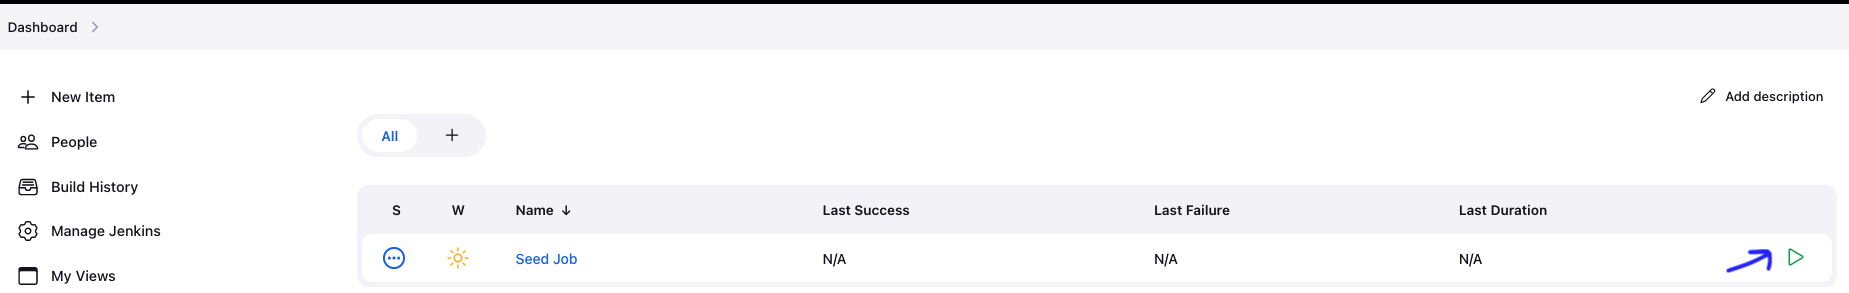 Dashboard
New Item
Add description
People
All
Build History
S W Name Last Success Last Failure Last Duration
Manage Jenkins
Seed Job N/A N/A N/A
My Views